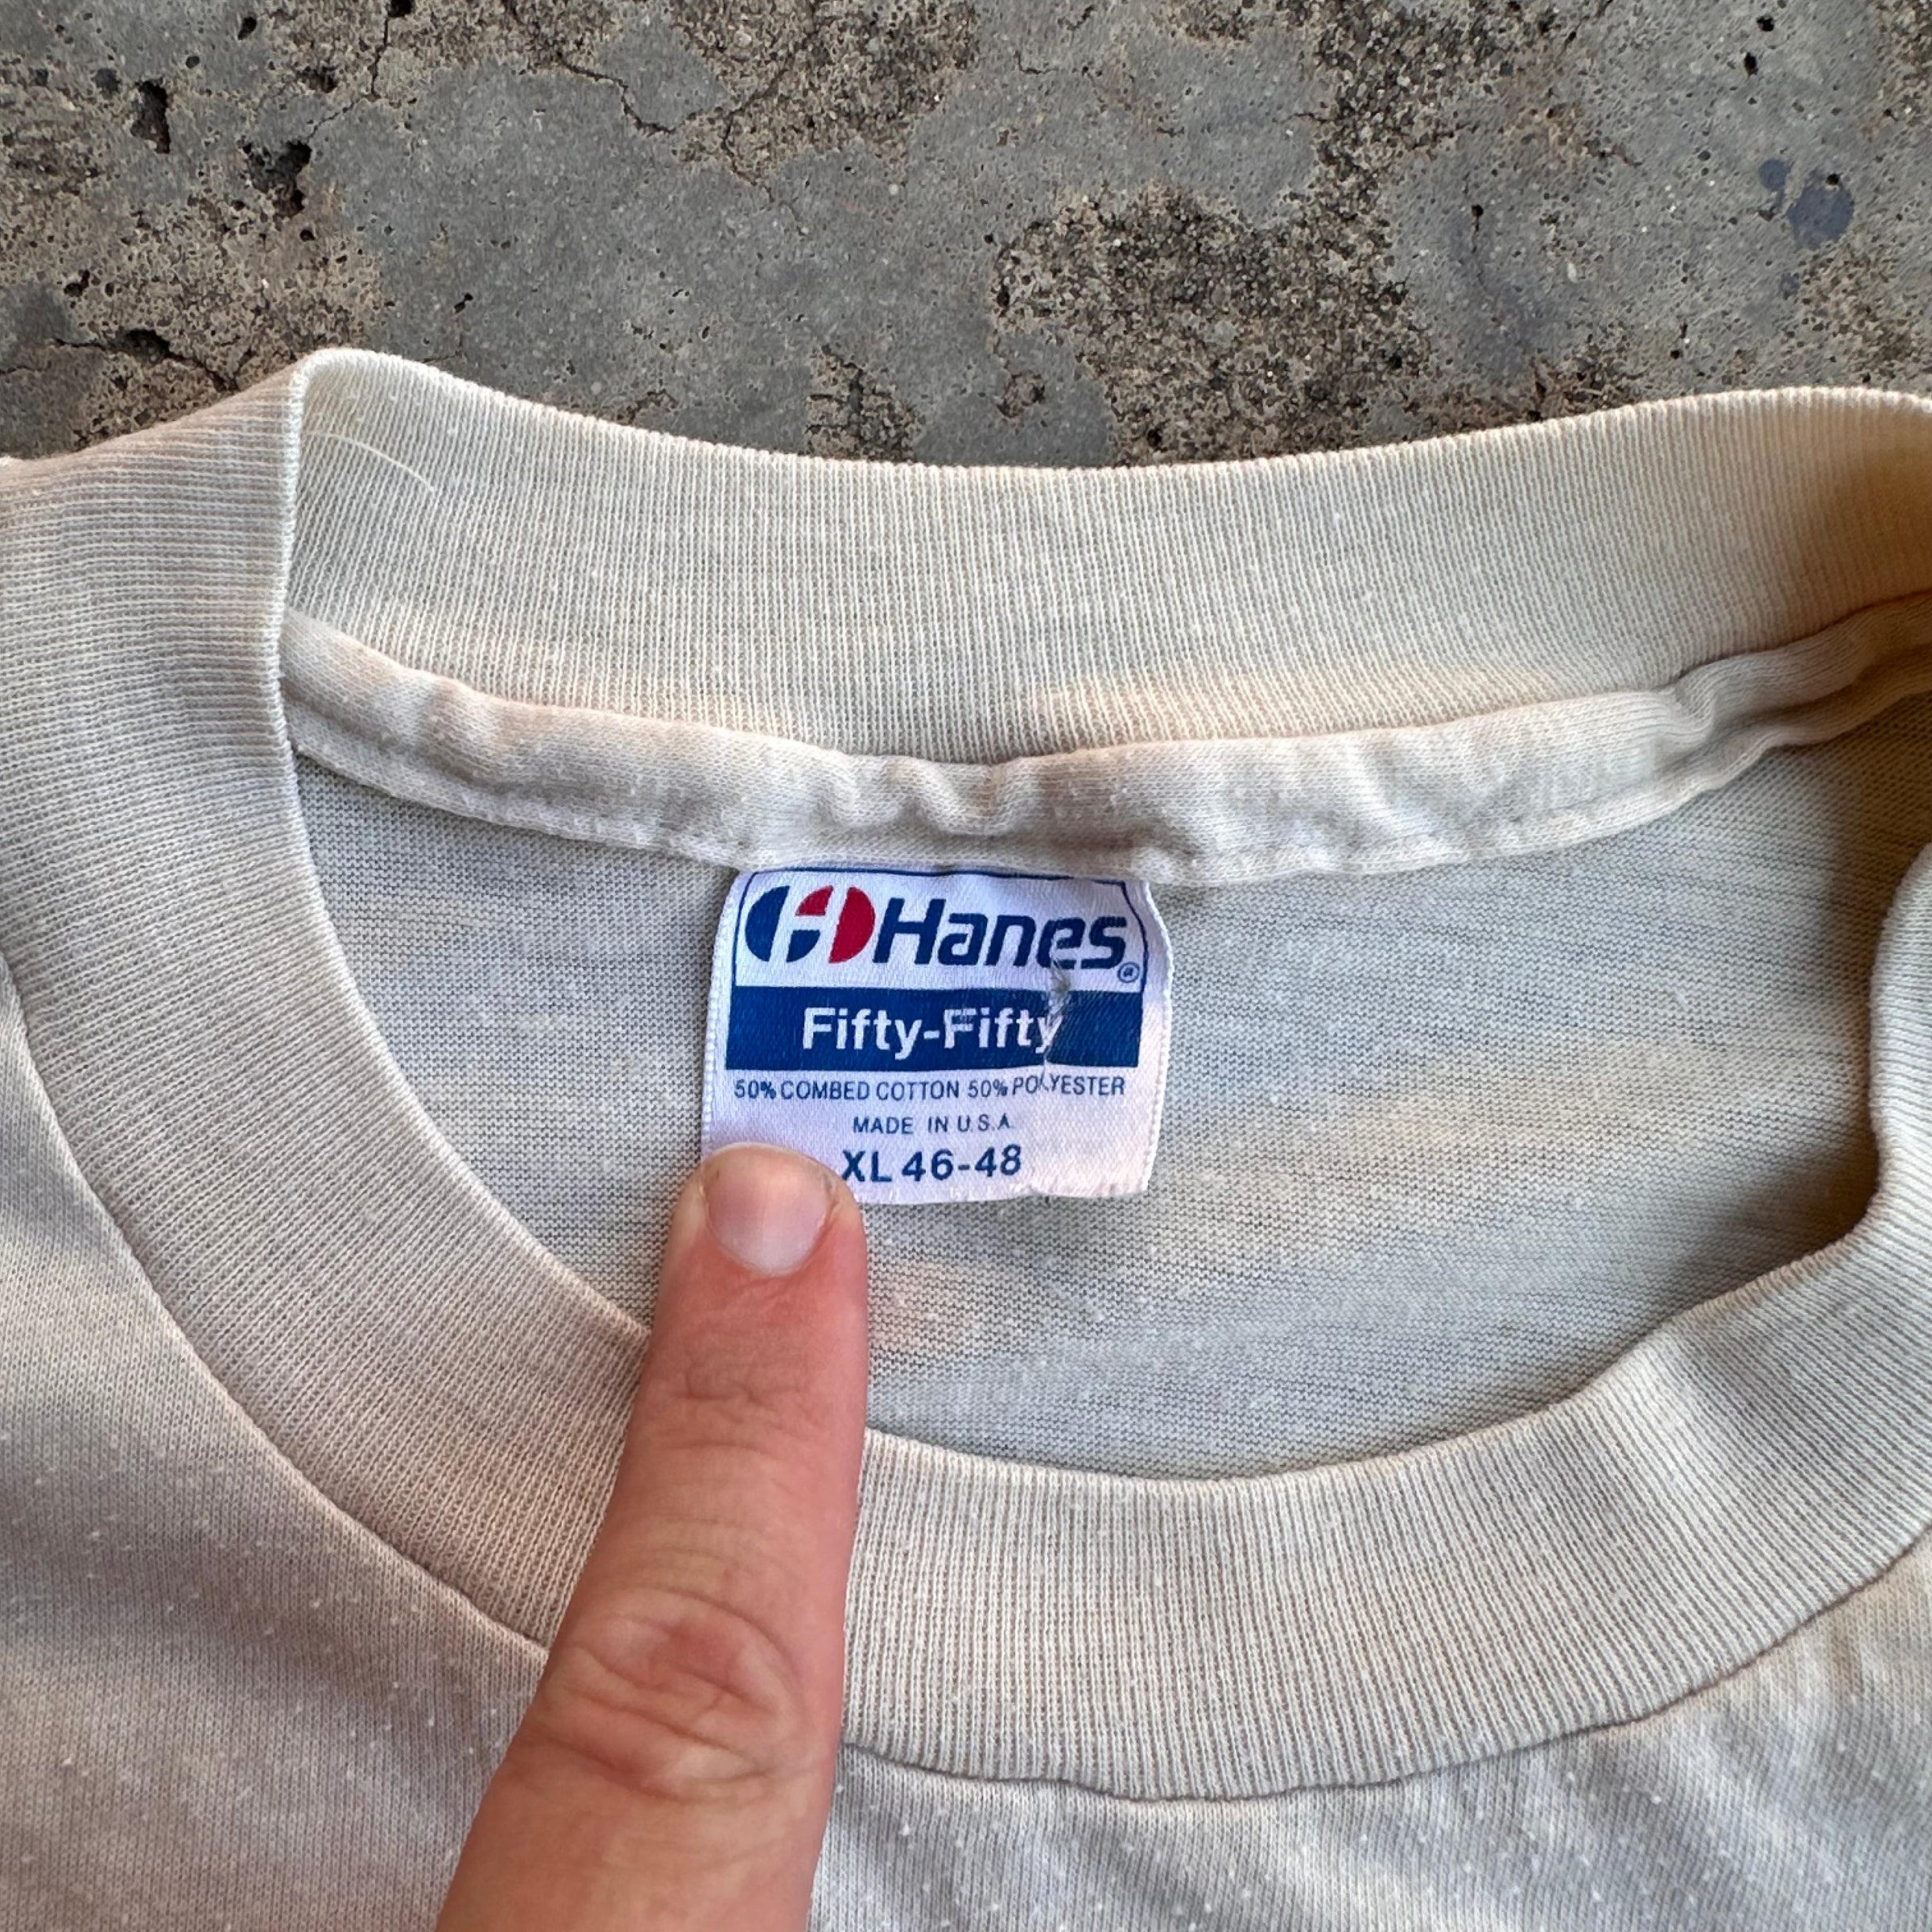 Hanes®
Fifty-Fifty
50% COMBED COTTON 50% POLYESTER
MADE IN U.S.A.
XL 46-48